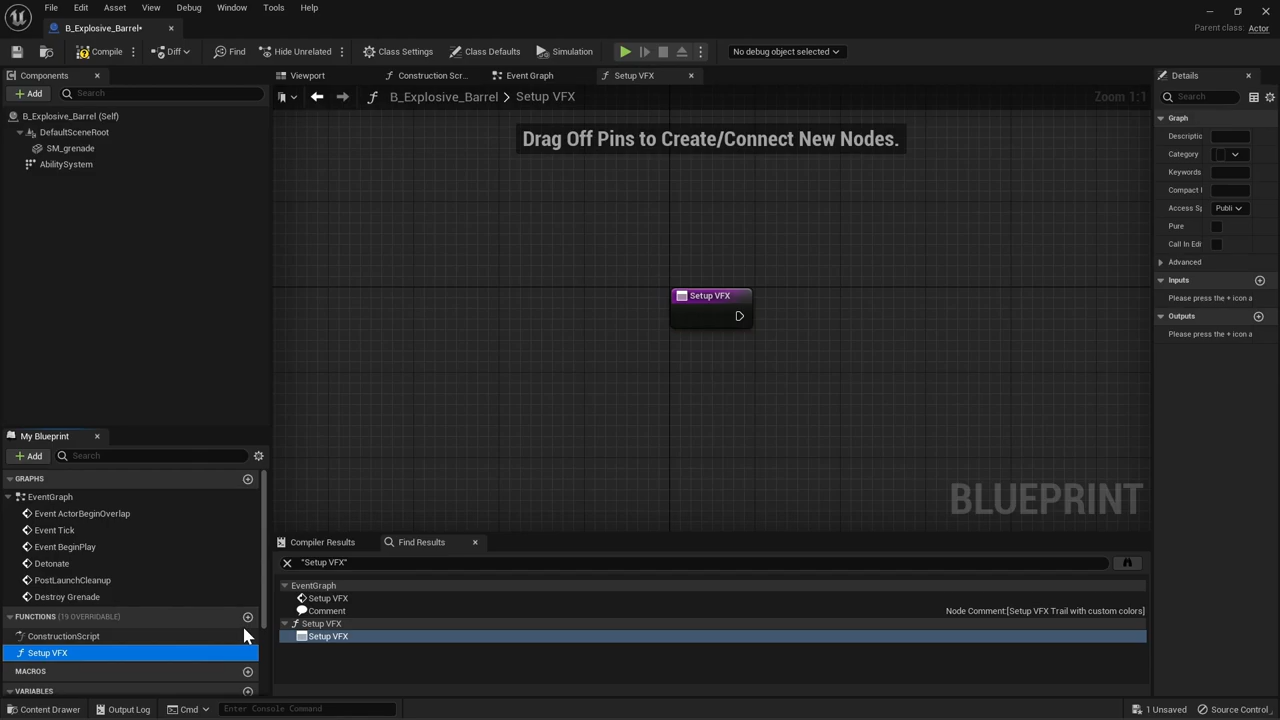 File Edit Asset View Debug Window Tools Help
B_Explosive_Barrel*
Parent class: Actor
Compile Diff Find Hide Unrelated Class Settings Class Defaults Simulation No debug object selected
Components Viewport Construction Scr... Event Graph Setup VFX Details
Add Search B_Explosive_Barrel > Setup VFX Zoom 1:1 Search
B_Explosive_Barrel (Self)
DefaultSceneRoot
SM_grenade
AbilitySystem
Drag Off Pins to Create/Connect New Nodes.
Setup VFX
BLUEPRINT
Graph
Descriptic
Category
Keywords
Compact I
Access Sp Publi
Pure
Call In Edi
Advanced
Inputs
Please press the + icon a
Outputs
Please press the + icon a
My Blueprint
Add Search
GRAPHS
EventGraph
Event ActorBeginOverlap
Event Tick
Event BeginPlay
Detonate
PostLaunchCleanup
Destroy Grenade
FUNCTIONS (19 OVERRIDABLE)
ConstructionScript
Setup VFX
MACROS
VARIABLES
Compiler Results Find Results
"Setup VFX"
EventGraph
Setup VFX
Comment Node Comment:[Setup VFX Trail with custom colors]
Setup VFX
Setup VFX
Content Drawer Output Log Cmd Enter Console Command 1 Unsaved Source Control